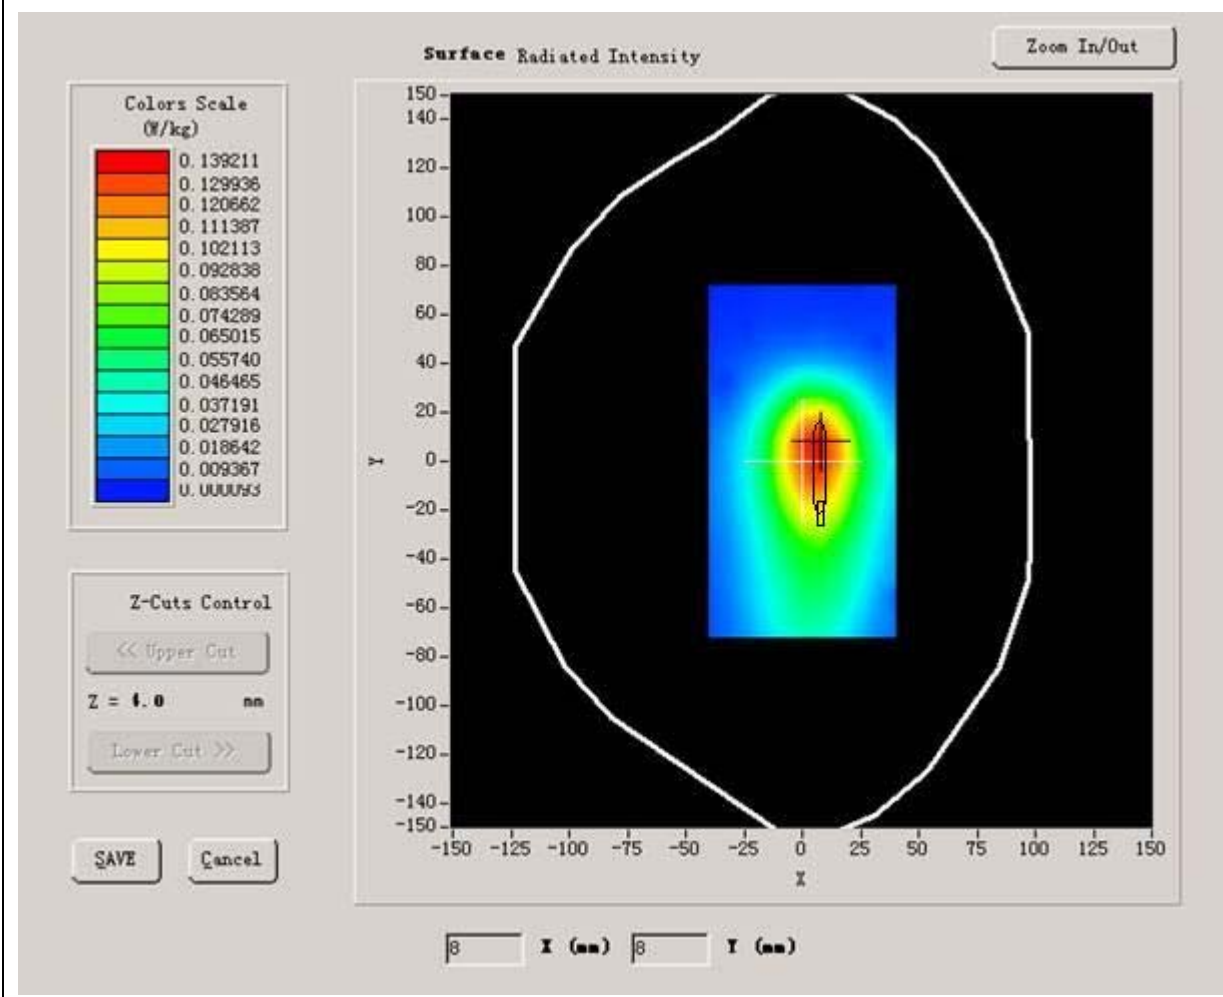 Surface Radiated Intensity
Zoom In/Out
Colors Scale
(W/kg)
0.139211
0.129936
0.120662
0.111387
0.102113
0.092838
0.083564
0.074289
0.065015
0.055740
0.046465
0.037191
0.027916
0.018642
0.009367
0.000093
150
140
120
100
80
60
40
20
0
-20
-40
-60
-80
-100
-120
-140
-150
Y
-150 -125 -100 -75 -50 -25 0 25 50 75 100 125 150
X
Z-Cuts Control
<< Upper Cut
Z = 4.0 mm
Lower Cut >>
SAVE Cancel
8 X (mm) 8 Y (mm)